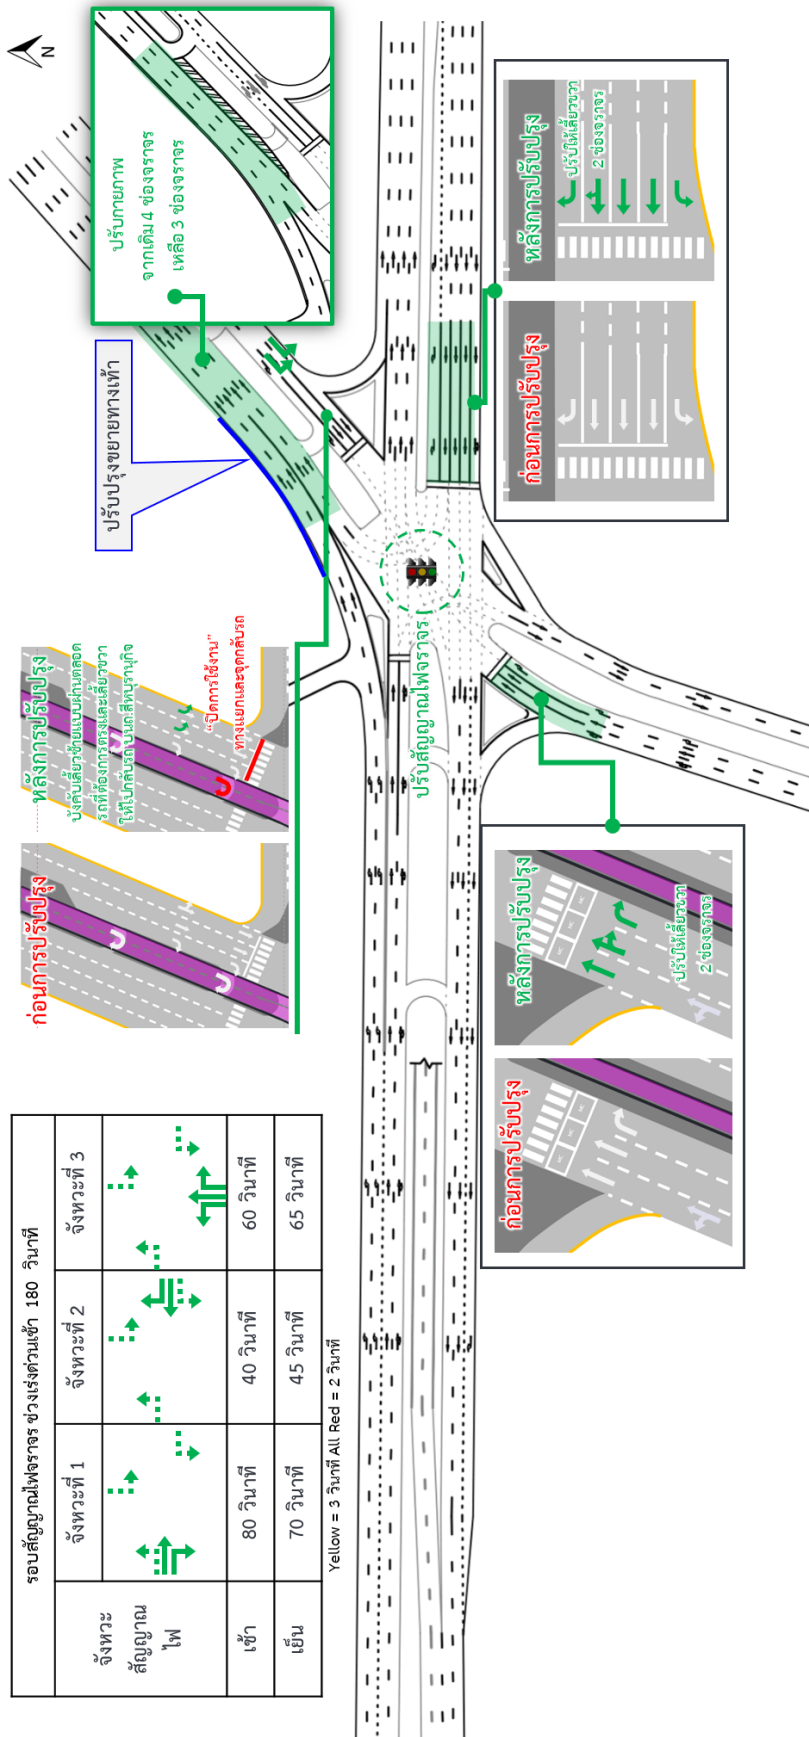 รอบสัญญาณไฟจราจร ช่วงเร่งด่วนเช้า 180 วินาที
จังหวะ
สัญญาณ
ไฟ
จังหวะที่ 1
จังหวะที่ 2
จังหวะที่ 3
เช้า
80 วินาที
40 วินาที
60 วินาที
เย็น
70 วินาที
45 วินาที
65 วินาที
Yellow = 3 วินาที All Red = 2 วินาที
ก่อนการปรับปรุง
หลังการปรับปรุง
บังคับเลี้ยวซ้ายแบบผ่านตลอด
รถที่ต้องการตรงและเลี้ยวขวา
ให้ไปกลับรถบนถนนสีหบุรานุกิจ
"ปิดการใช้งาน"
ทางแยกและจุดกลับรถ
ปรับปรุงขยายทางเท้า
ปรับกายภาพ
จากเดิม 4 ช่องจราจร
เหลือ 3 ช่องจราจร
N
ปรับสัญญาณไฟจราจร
ก่อนการปรับปรุง
หลังการปรับปรุง
ปรับให้เลี้ยวขวา
2 ช่องจราจร
ก่อนการปรับปรุง
หลังการปรับปรุง
ปรับให้เลี้ยวขวา
2 ช่องจราจร